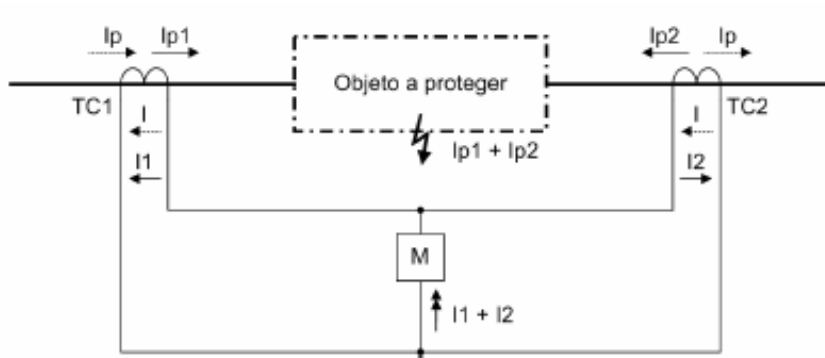 Ip Ip1 Ip2 Ip
Objeto a proteger
TC1 I I TC2
I1 Ip1 + Ip2 I2
M
I1 + I2